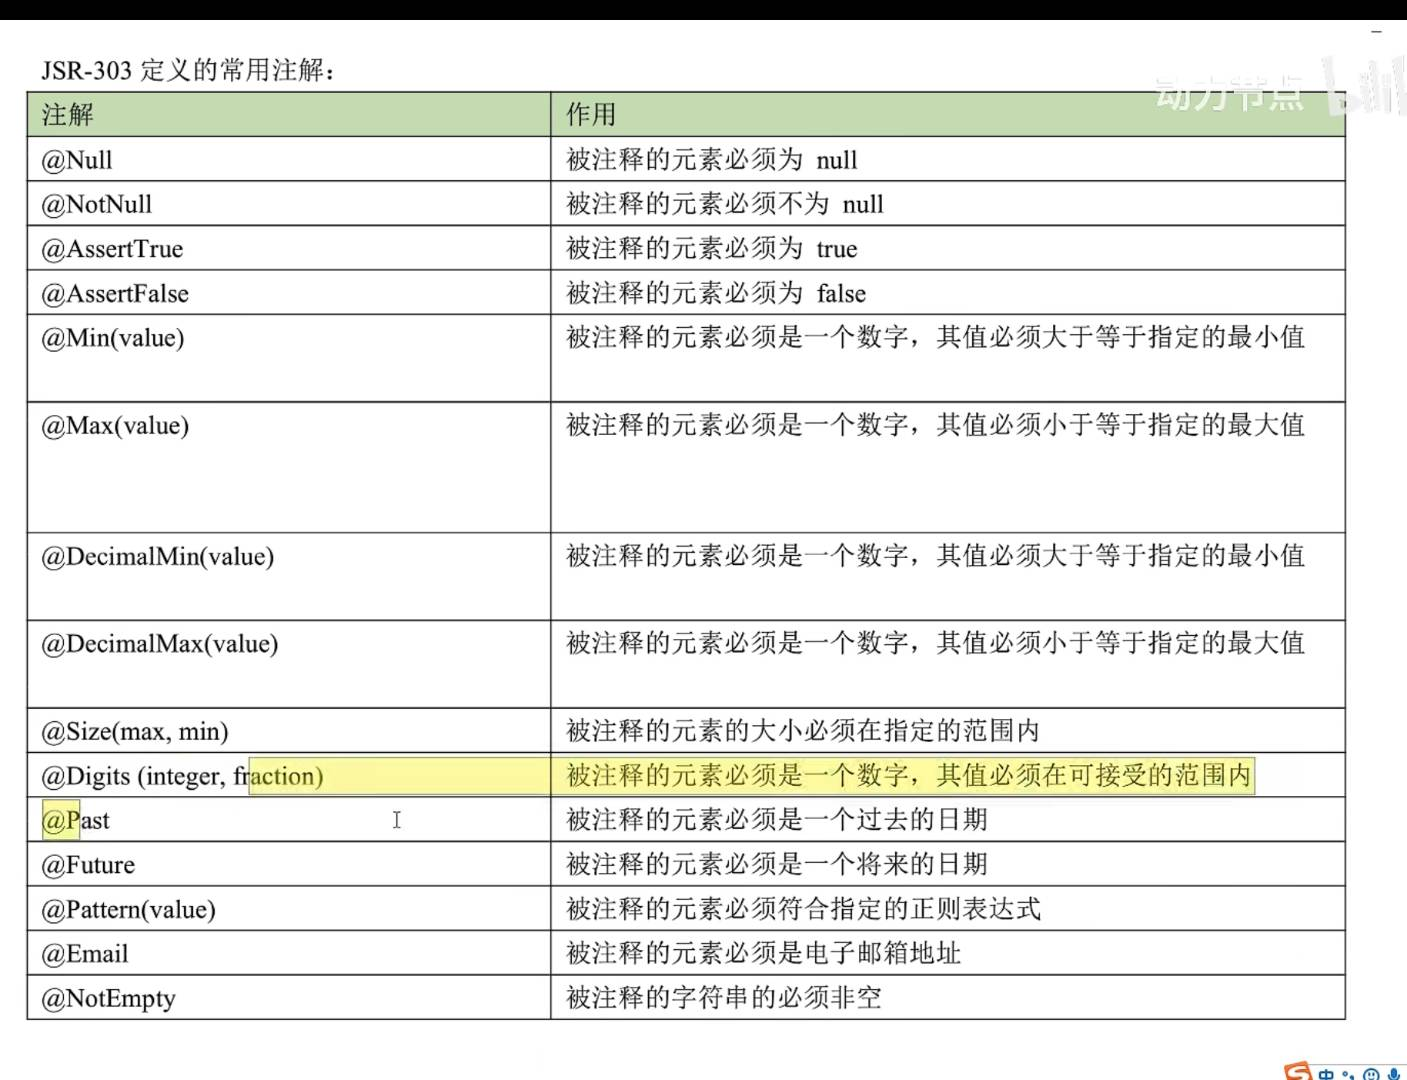 JSR-303 定义的常用注解：
动力节点 bili
注解 作用
@Null 被注释的元素必须为 null
@NotNull 被注释的元素必须不为 null
@AssertTrue 被注释的元素必须为 true
@AssertFalse 被注释的元素必须为 false
@Min(value) 被注释的元素必须是一个数字，其值必须大于等于指定的最小值
@Max(value) 被注释的元素必须是一个数字，其值必须小于等于指定的最大值
@DecimalMin(value) 被注释的元素必须是一个数字，其值必须大于等于指定的最小值
@DecimalMax(value) 被注释的元素必须是一个数字，其值必须小于等于指定的最大值
@Size(max, min) 被注释的元素的大小必须在指定的范围内
@Digits (integer, fraction) 被注释的元素必须是一个数字，其值必须在可接受的范围内
@Past 被注释的元素必须是一个过去的日期
@Future 被注释的元素必须是一个将来的日期
@Pattern(value) 被注释的元素必须符合指定的正则表达式
@Email 被注释的元素必须是电子邮箱地址
@NotEmpty 被注释的字符串的必须非空
中